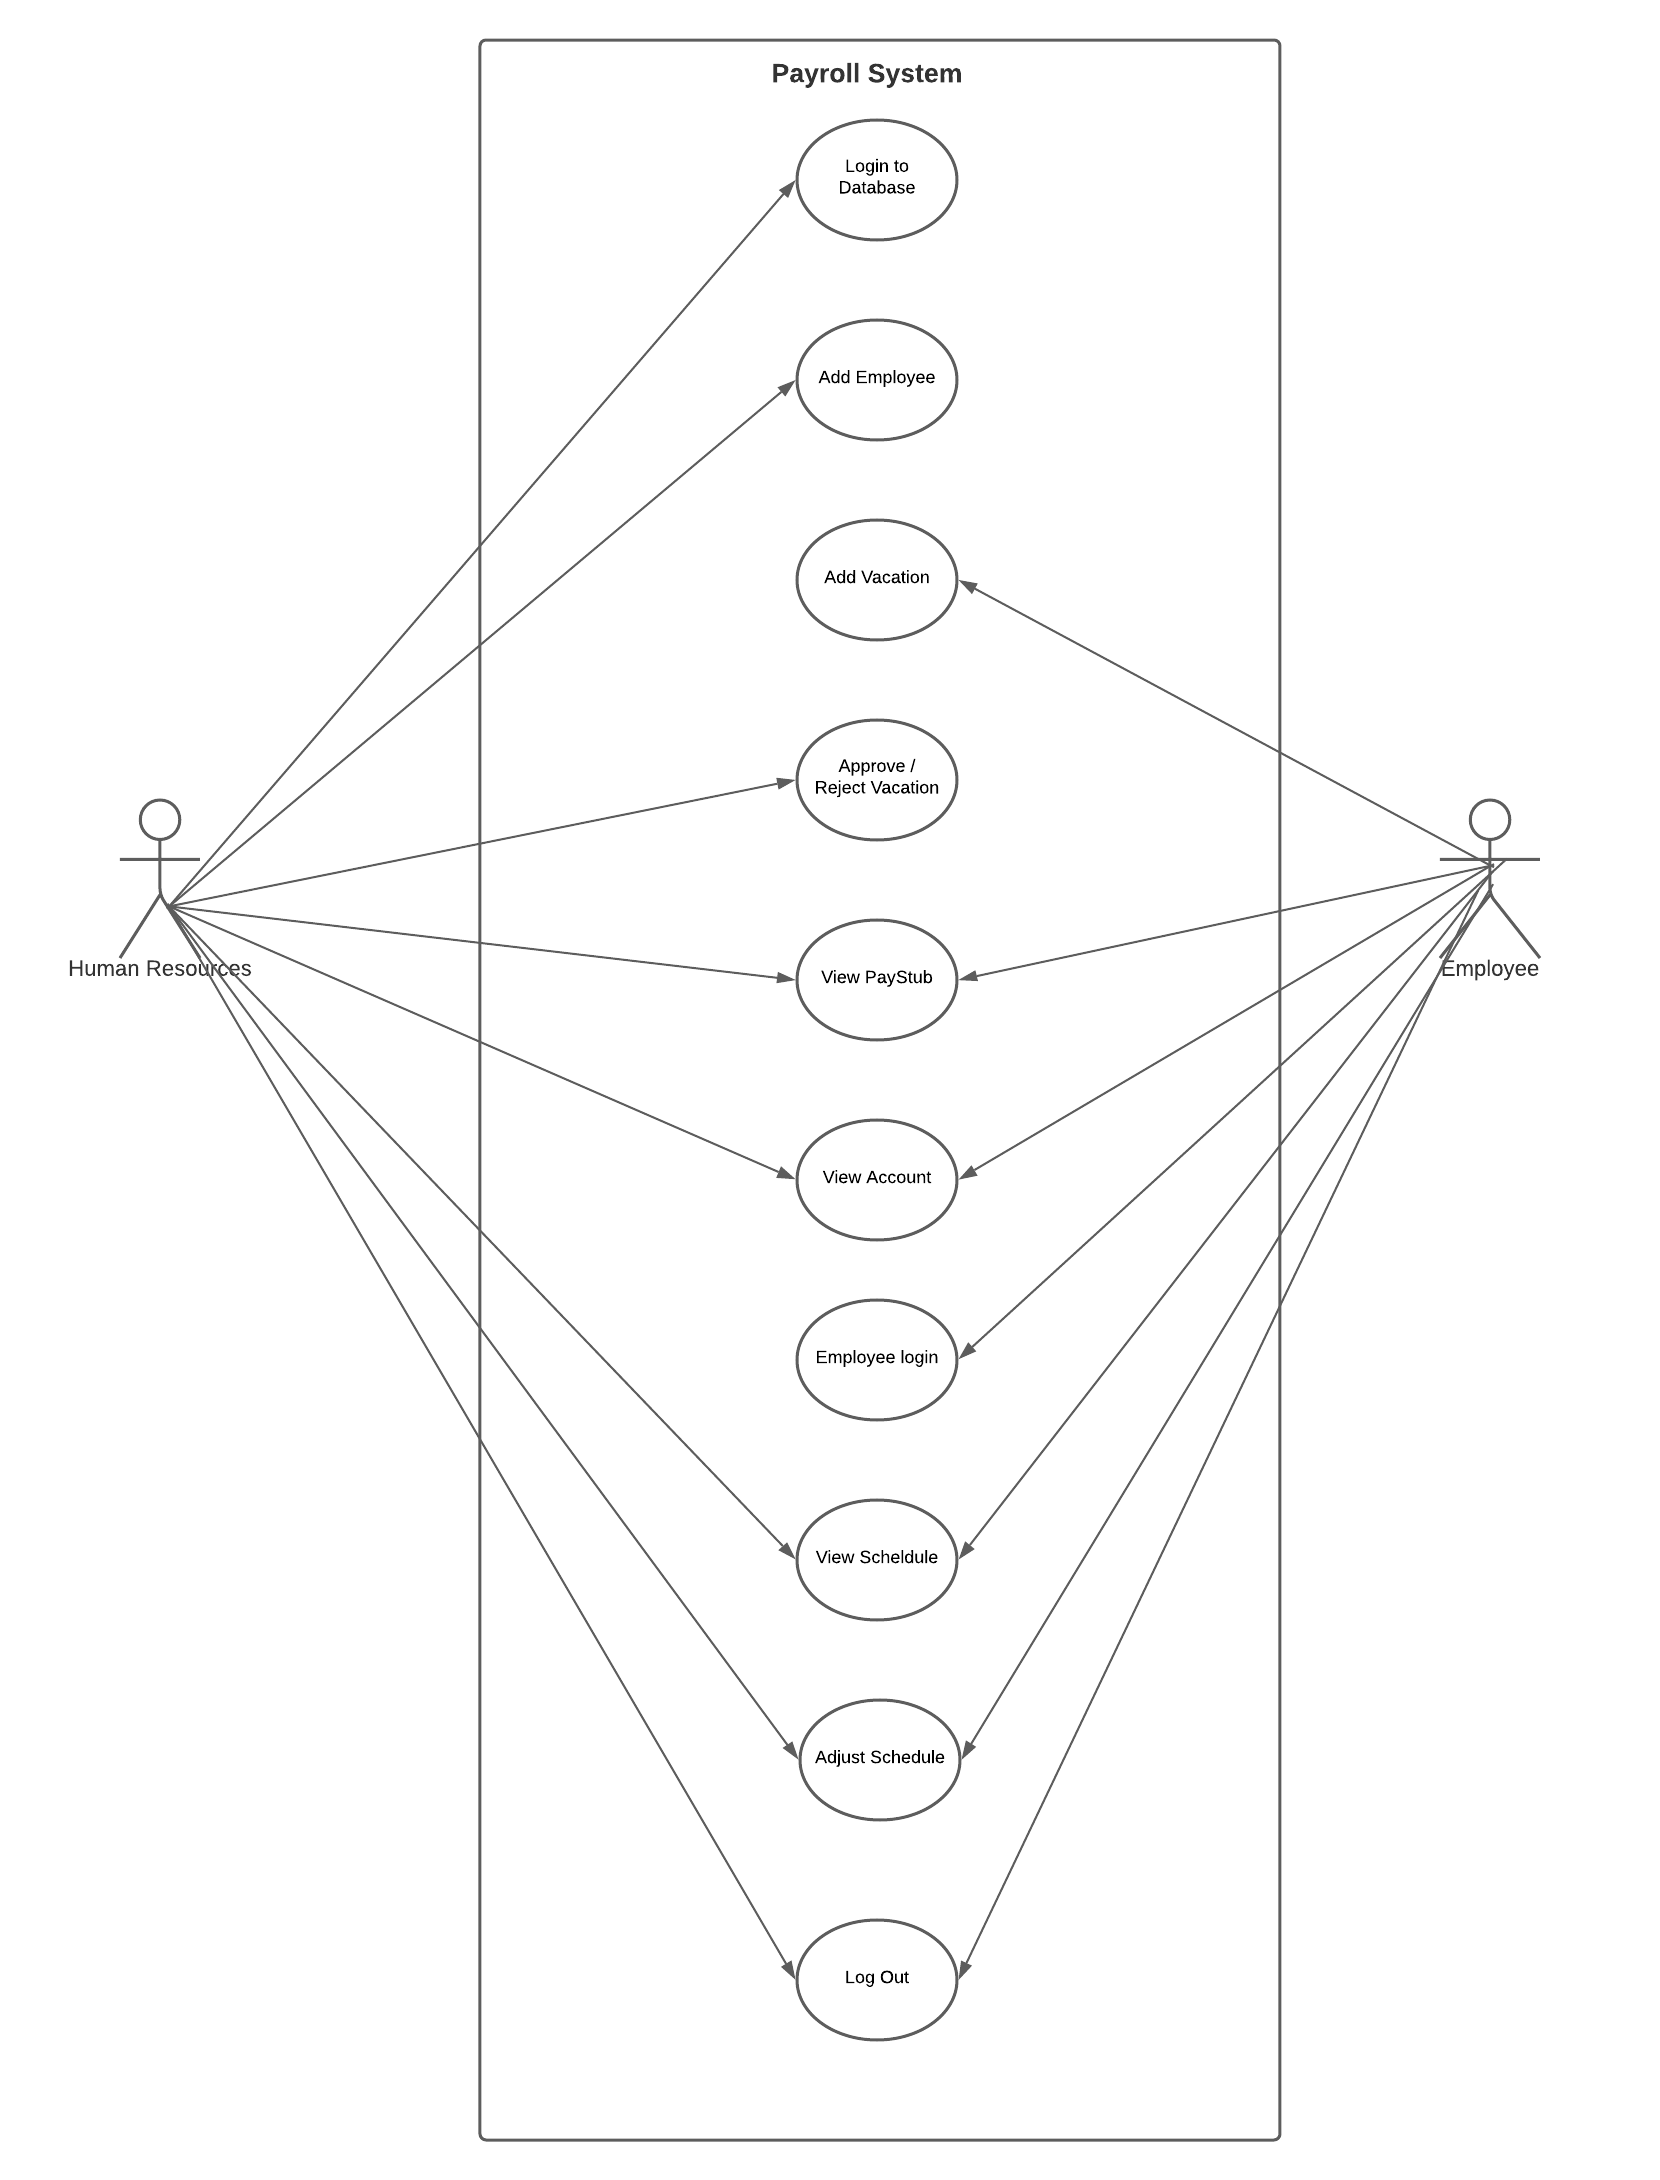 Payroll System
Login to
Database
Add Employee
Add Vacation
Approve /
Reject Vacation
Human Resources
View PayStub
Employee
View Account
Employee login
View Scheldule
Adjust Schedule
Log Out